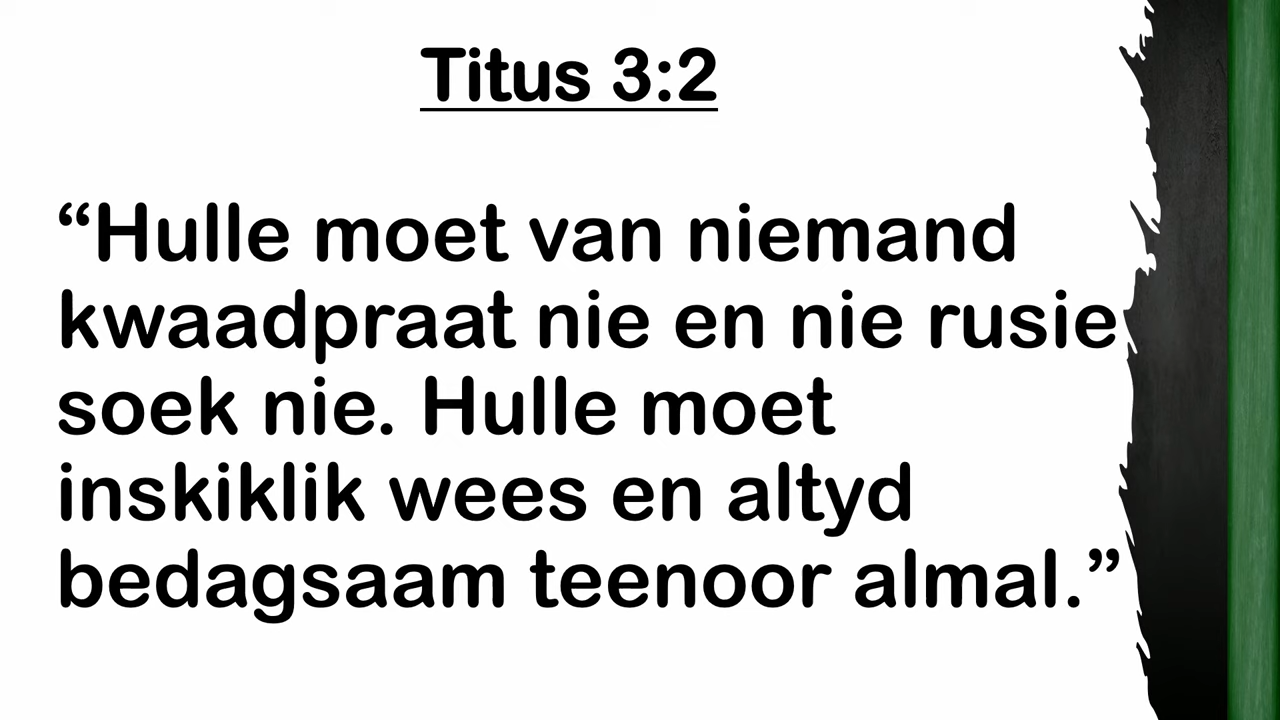 Titus 3:2
“Hulle moet van niemand
kwaadpraat nie en nie rusie
soek nie. Hulle moet
inskiklik wees en altyd
bedagsaam teenoor almal.”